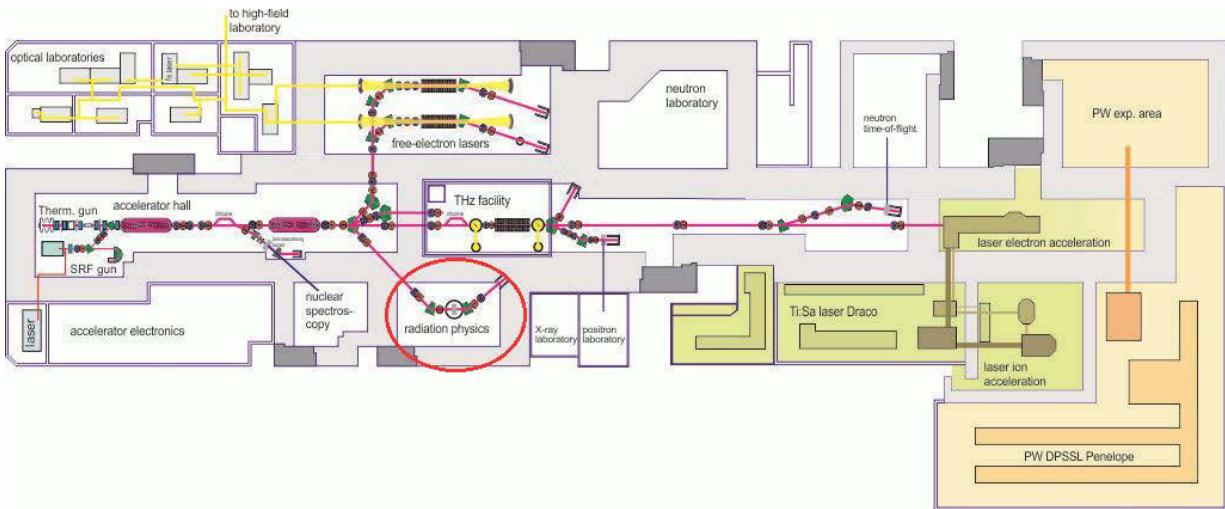 to high-field
laboratory
optical laboratories
fs laser
neutron
laboratory
neutron
time-of-flight
PW exp. area
free-electron lasers
Therm. gun
accelerator hall
THz facility
SRF gun
laser electron acceleration
nuclear
spectros-
copy
radiation physics
laser
accelerator electronics
X-ray
laboratory
positron
laboratory
Ti:Sa laser Draco
laser ion
acceleration
PW DPSSL Penelope